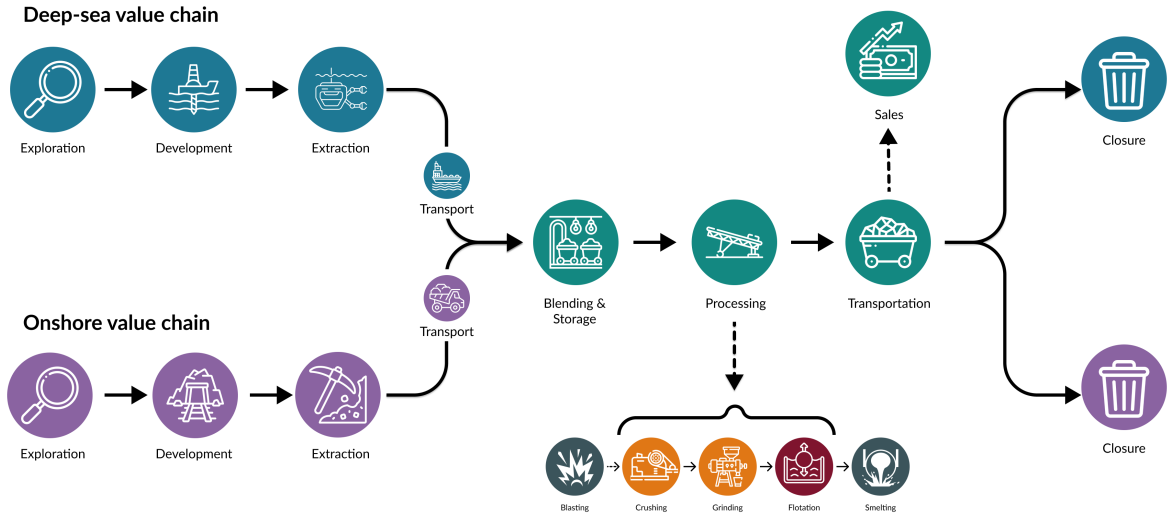 Deep-sea value chain
Exploration
Development
Extraction
Transport
Sales
Closure
Blending &
Storage
Processing
Transportation
Onshore value chain
Transport
Exploration
Development
Extraction
Closure
Blasting
Crushing
Grinding
Flotation
Smelting